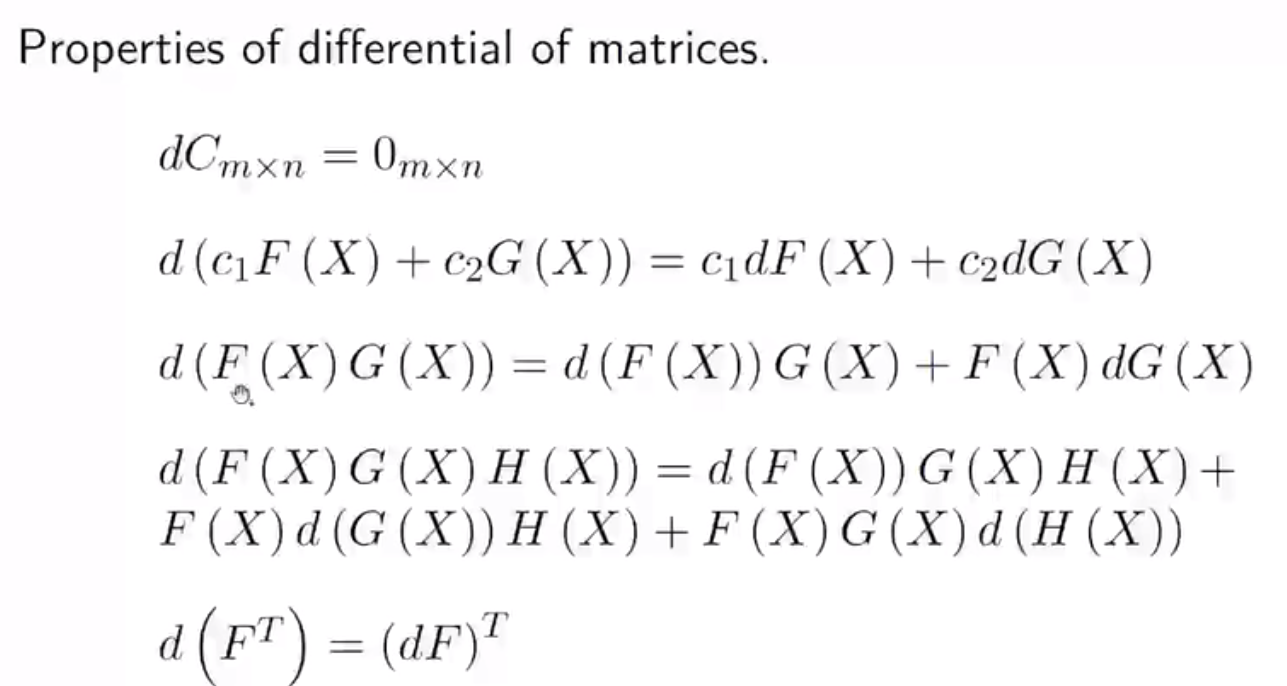 Properties of differential of matrices.
dC_{m×n} = 0_{m×n}
d (c_1F (X) + c_2G (X)) = c_1dF (X) + c_2dG (X)
d (F (X) G (X)) = d (F (X)) G (X) + F (X) dG (X)
d (F (X) G (X) H (X)) = d (F (X)) G (X) H (X) +
F (X) d (G (X)) H (X) + F (X) G (X) d (H (X))
d (F^T) = (dF)^T